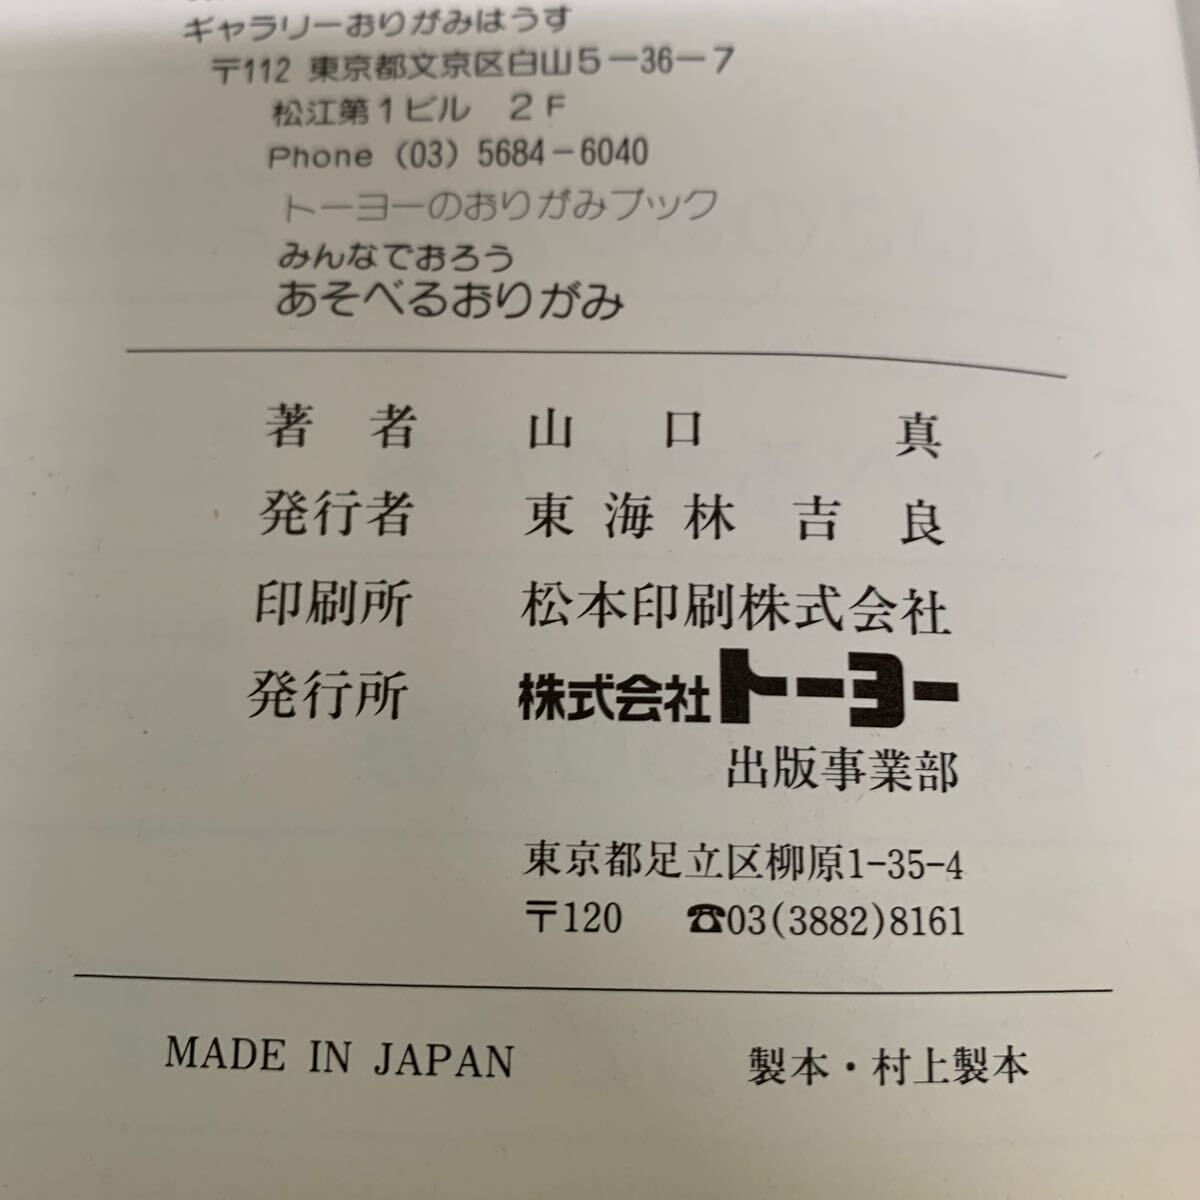 ギャラリーおりがみはうす
〒112 東京都文京区白山5-36-7
松江第1ビル 2F
Phone (03) 5684-6040
トーヨーのおりがみブック
みんなでおろう
あそべるおりがみ
著者 山口 真
発行者 東海林 吉良
印刷所 松本印刷株式会社
発行所 株式会社トーヨー
出版事業部
東京都足立区柳原1-35-4
〒120 ☎03(3882)8161
MADE IN JAPAN 製本・村上製本